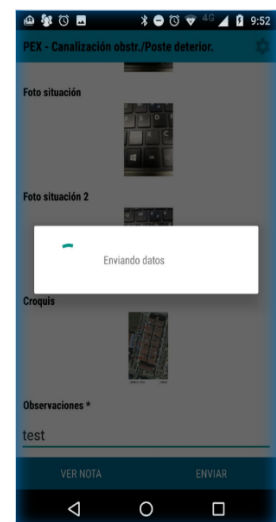 4G 9:52
PEX - Canalización obstr./Poste deterior.
Foto situación
Foto situación 2
Enviando datos
Croquis
Observaciones *
test
VER NOTA ENVIAR